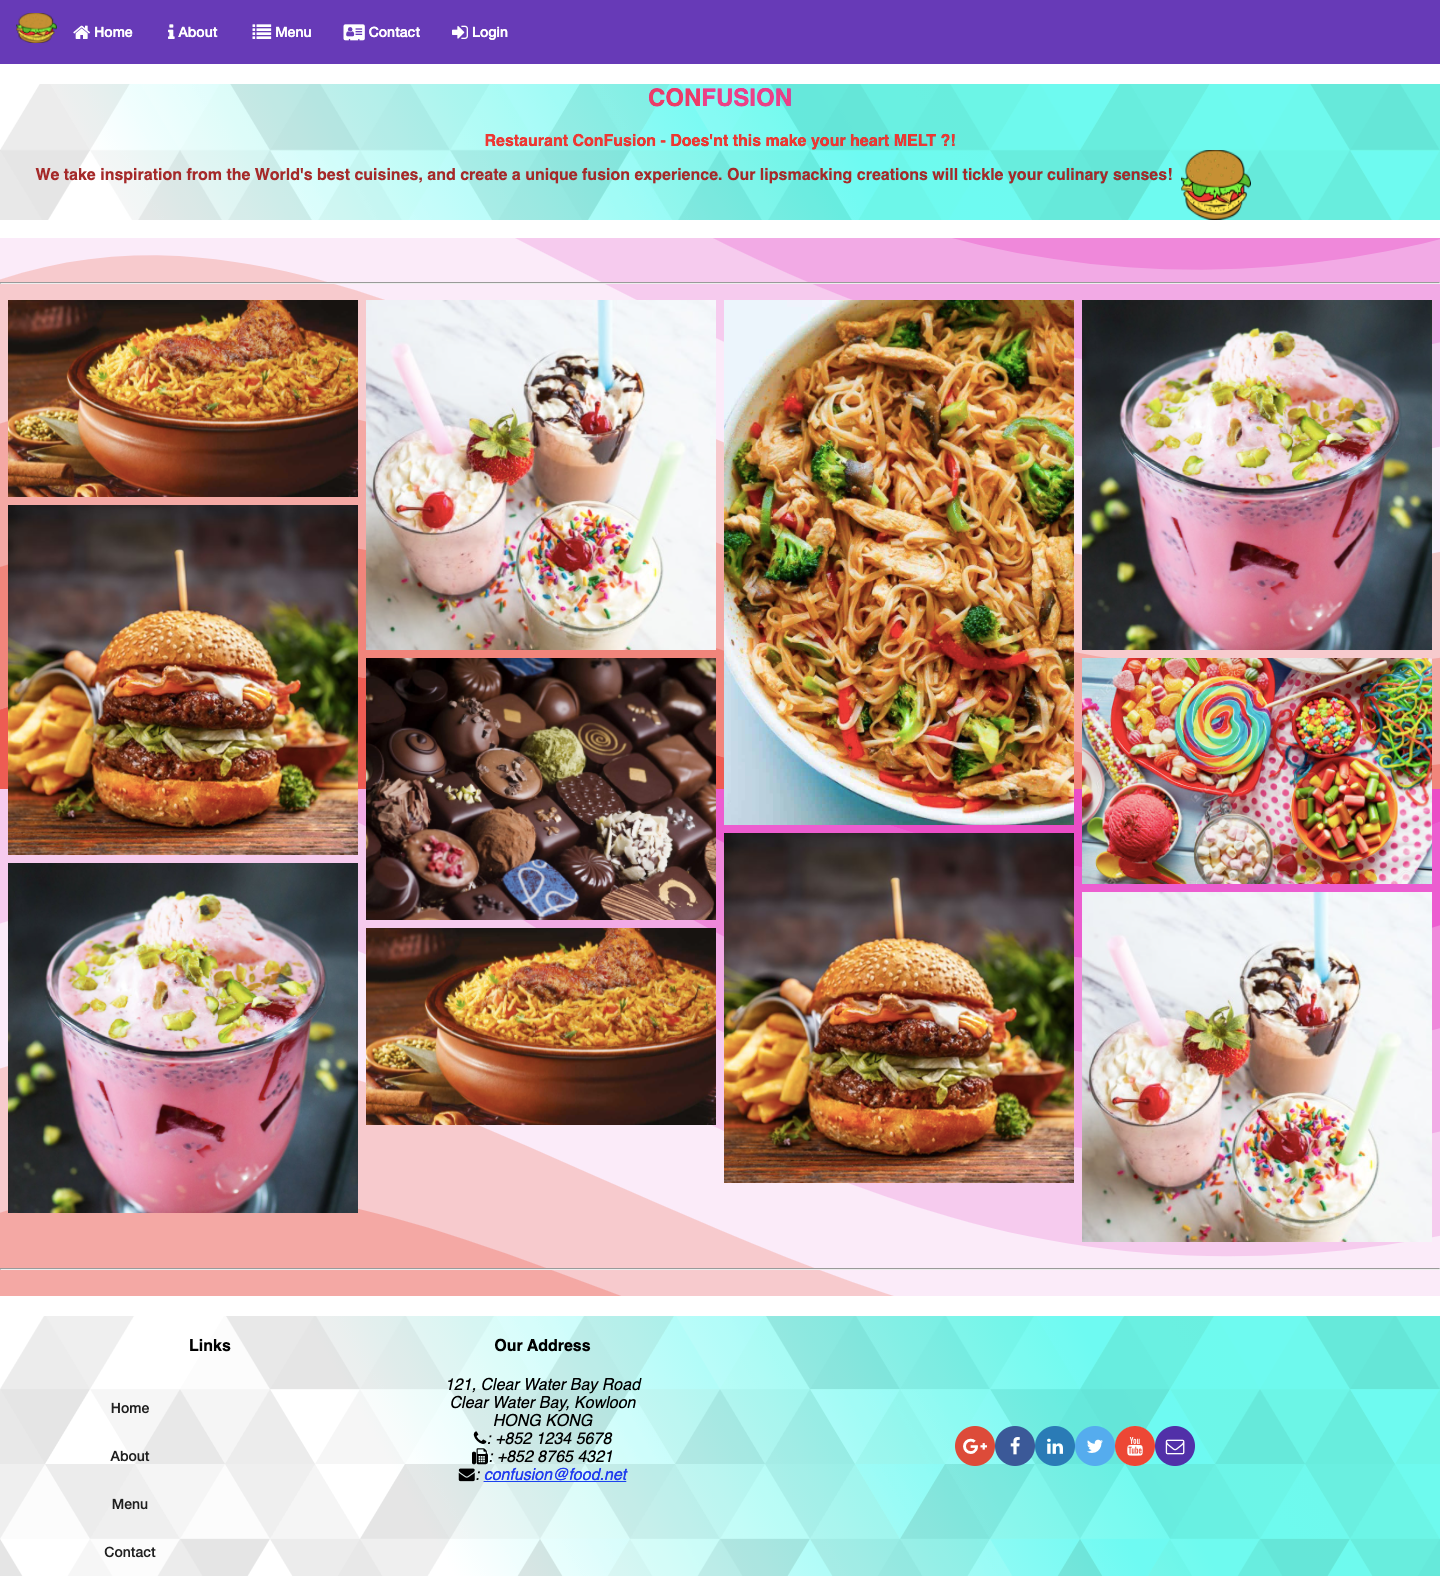 Home
About
Menu
Contact
Login
CONFUSION
Restaurant ConFusion - Does'nt this make your heart MELT ?!
We take inspiration from the World's best cuisines, and create a unique fusion experience. Our lipsmacking creations will tickle your culinary senses!
Links
Home
About
Menu
Contact
Our Address
121, Clear Water Bay Road
Clear Water Bay, Kowloon
HONG KONG
: +852 1234 5678
: +852 8765 4321
: confusion@food.net
G+
f
in
You
Tube